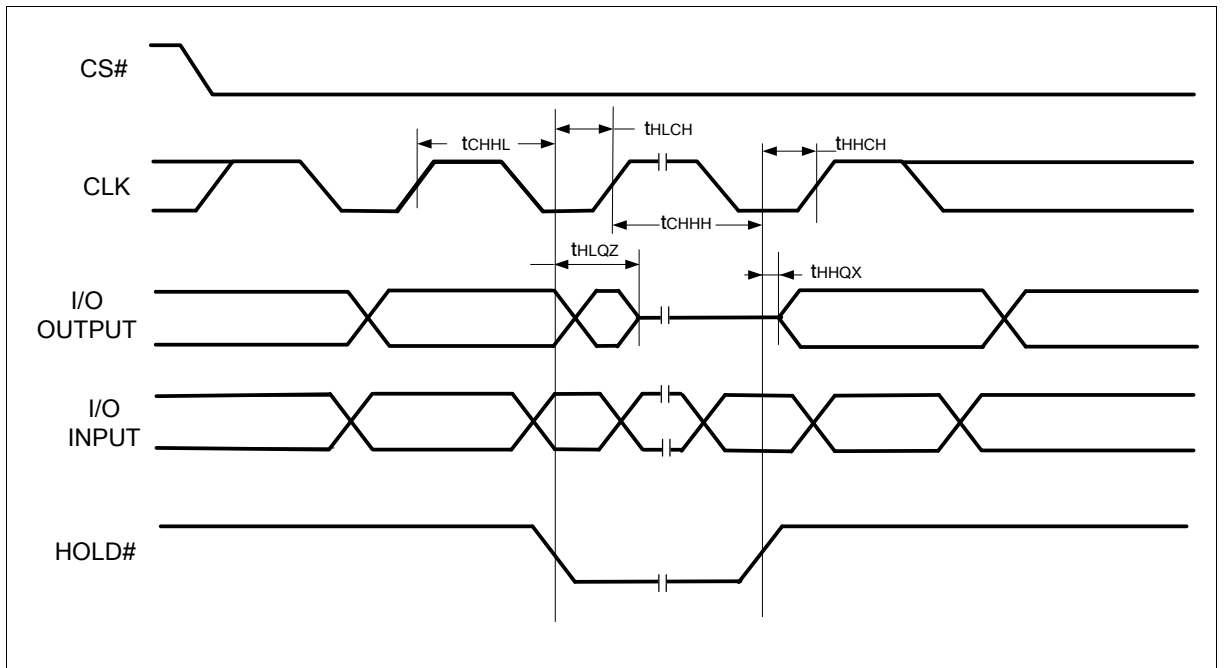 CS#
tHLCH
tCHHL
tHHCH
CLK
tCHHH
tHLQZ
tHHQX
I/O
OUTPUT
I/O
INPUT
HOLD#